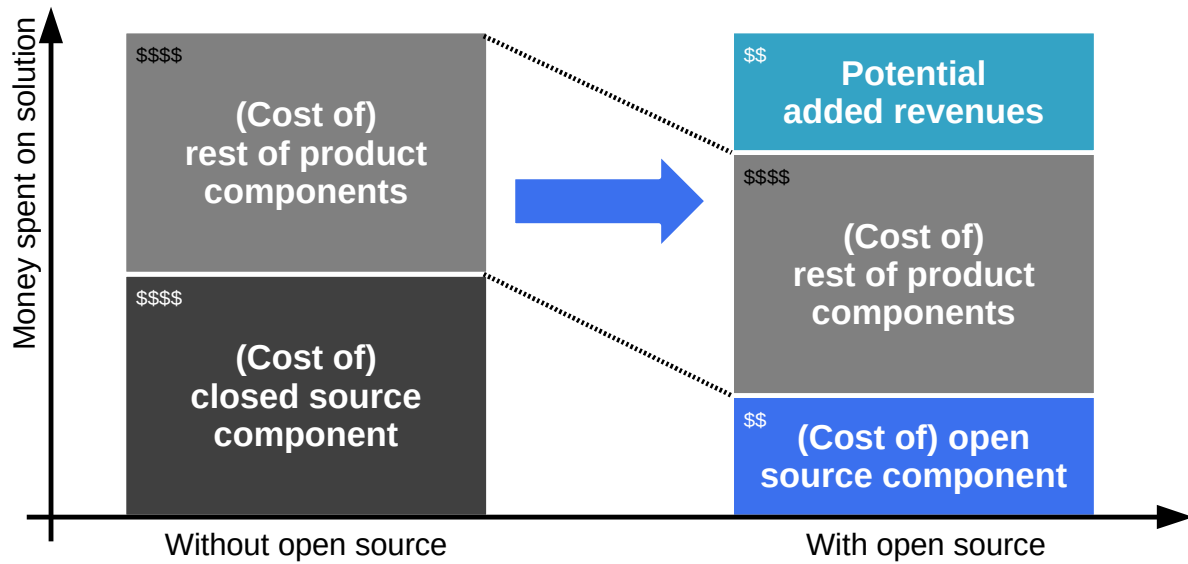 Money spent on solution
$$$$
(Cost of)
rest of product
components
$$$$
(Cost of)
closed source
component
Without open source
$$
Potential
added revenues
$$$$
(Cost of)
rest of product
components
$$
(Cost of) open
source component
With open source